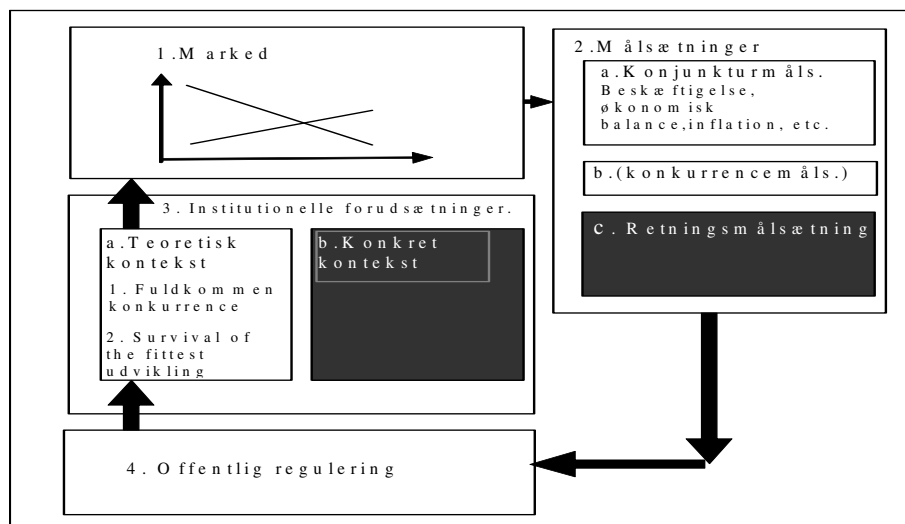 1.Marked
2.Målsætninger
a.Konjunkturmåls.
Beskæftigelse,
økonomisk
balance,inflation, etc.
b.(konkurrencemåls.)
c. Retningsmålsætning
3. Institutionelle forudsætninger.
a.Teoretisk
kontekst
1. Fuldkommen
konkurrence
2. Survival of
the fittest
udvikling
b.Konkret
kontekst
4. Offentlig regulering